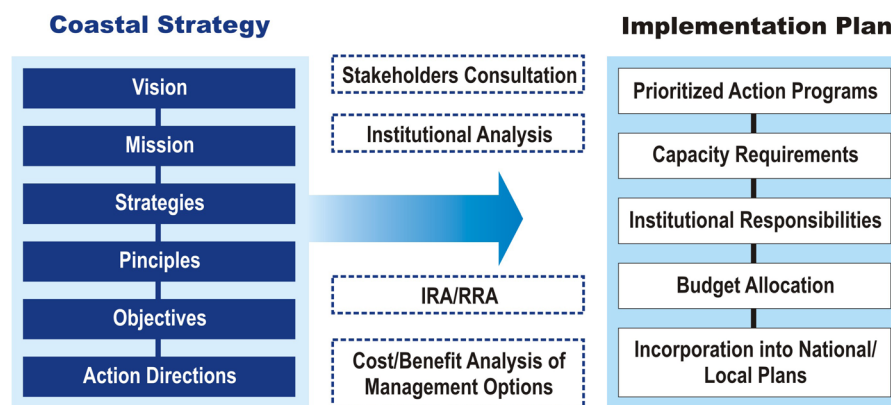 Coastal Strategy
Vision
Mission
Strategies
Pinciples
Objectives
Action Directions
Stakeholders Consultation
Institutional Analysis
IRA/RRA
Cost/Benefit Analysis of
Management Options
Implementation Plan
Prioritized Action Programs
Capacity Requirements
Institutional Responsibilities
Budget Allocation
Incorporation into National/
Local Plans